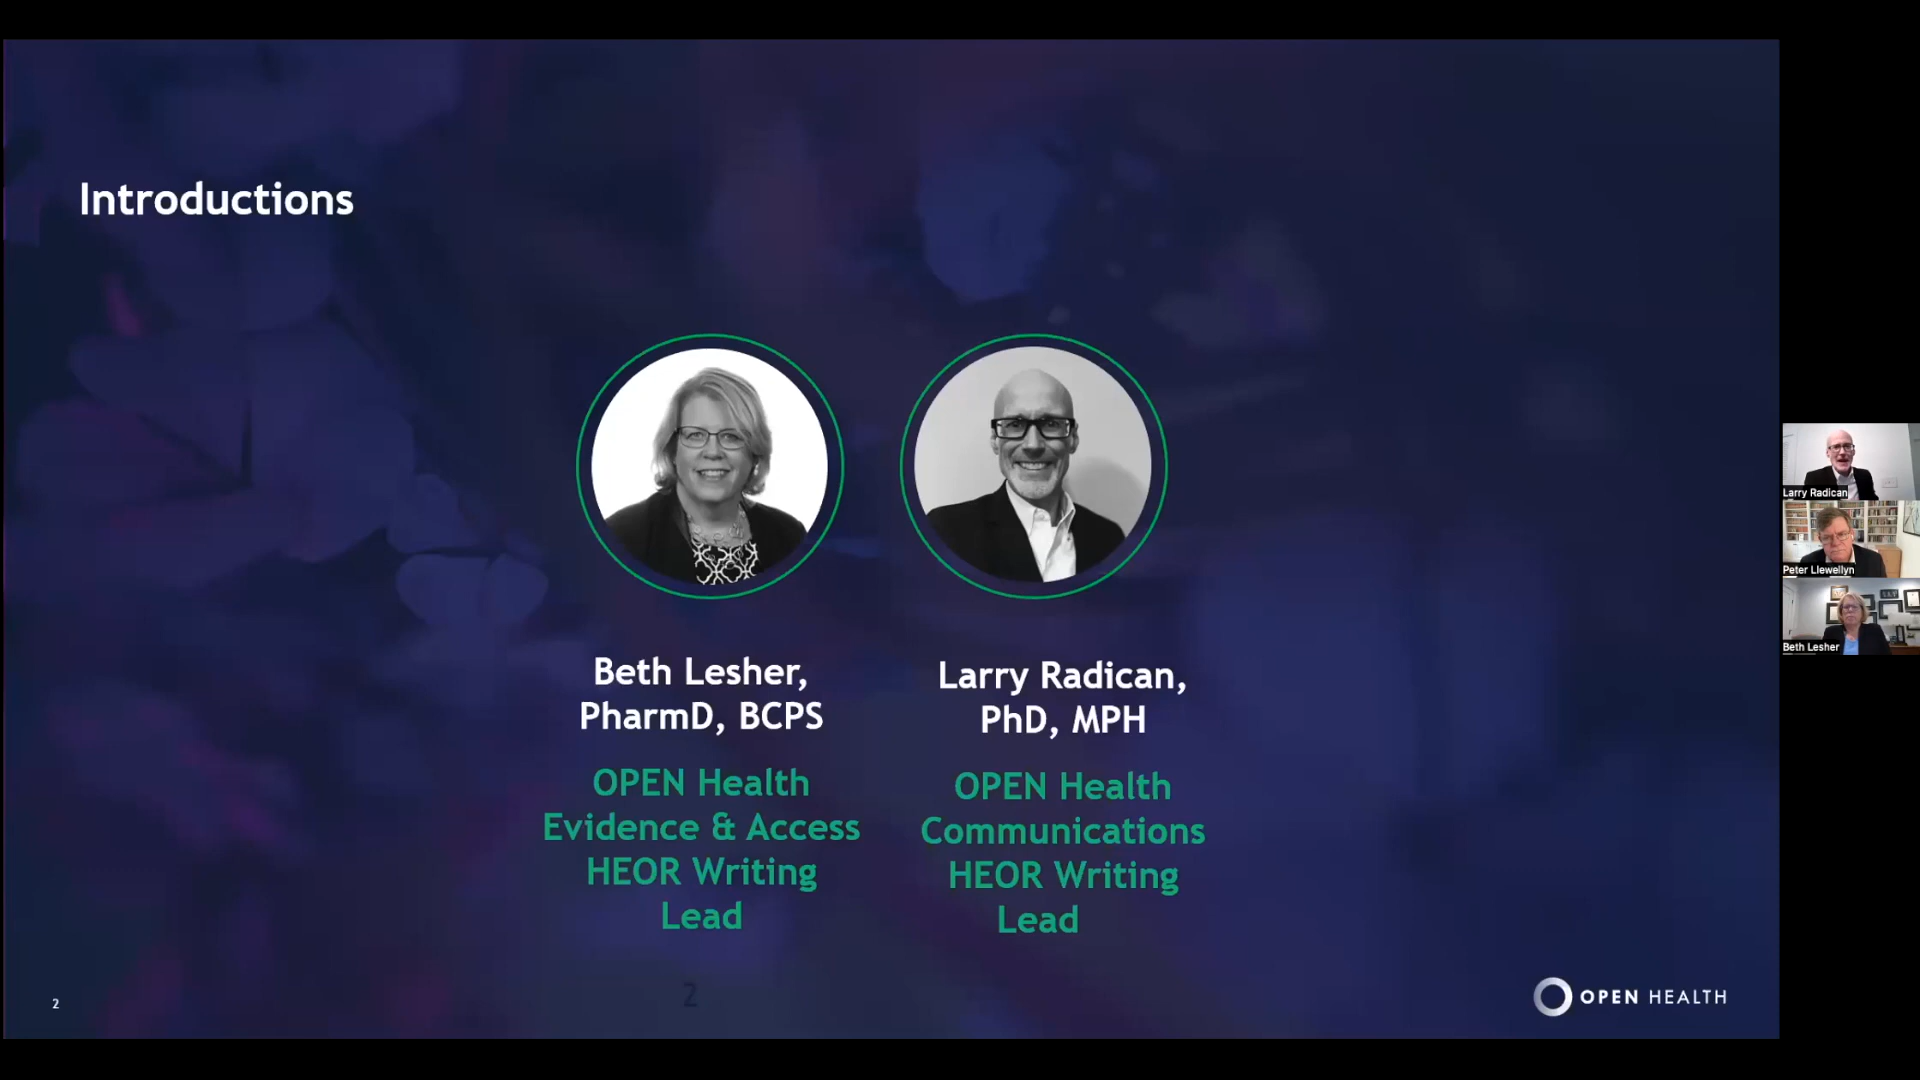 Introductions
Beth Lesher,
PharmD, BCPS
OPEN Health
Evidence & Access
HEOR Writing
Lead
Larry Radican,
PhD, MPH
OPEN Health
Communications
HEOR Writing
Lead
2
2
OPEN HEALTH
Larry Radican
Peter Llewellyn
Beth Lesher